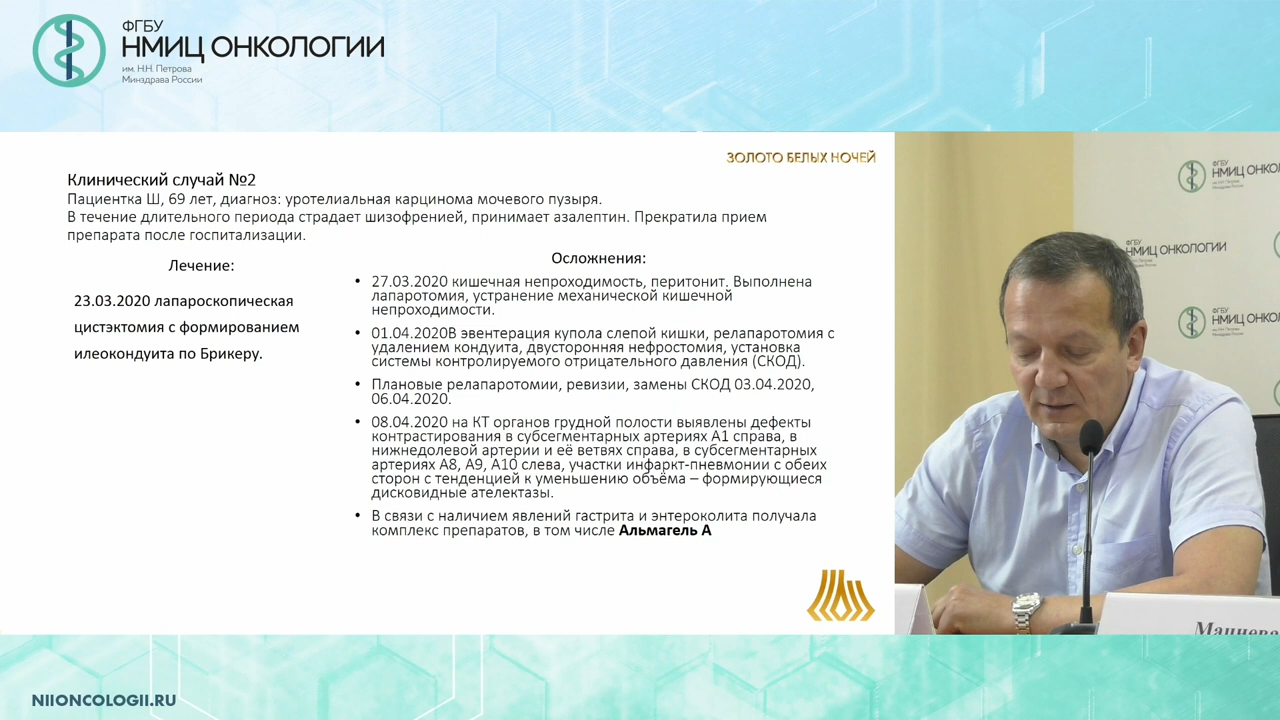 ФГБУ
НМИЦ ОНКОЛОГИИ
им. Н.Н. Петрова
Минздрава России
ЗОЛОТО БЕЛЫХ НОЧЕЙ
Клинический случай №2
Пациентка Ш, 69 лет, диагноз: уротелиальная карцинома мочевого пузыря.
В течение длительного периода страдает шизофренией, принимает азалептин. Прекратила прием
препарата после госпитализации.
Лечение:
23.03.2020 лапароскопическая
цистэктомия с формированием
илеокондуита по Брикеру.
Осложнения:
• 27.03.2020 кишечная непроходимость, перитонит. Выполнена
лапаротомия, устранение механической кишечной
непроходимости.
• 01.04.2020В эвентерация купола слепой кишки, релапаротомия с
удалением кондуита, двусторонняя нефростомия, установка
системы контролируемого отрицательного давления (СКОД).
• Плановые релапаротомии, ревизии, замены СКОД 03.04.2020,
06.04.2020.
• 08.04.2020 на КТ органов грудной полости выявлены дефекты
контрастирования в субсегментарных артериях А1 справа, в
нижнедолевой артерии и её ветвях справа, в субсегментарных
артериях А8, А9, А10 слева, участки инфаркт-пневмонии с обеих
сторон с тенденцией к уменьшению объёма – формирующиеся
дисковидные ателектазы.
• В связи с наличием явлений гастрита и энтероколита получала
комплекс препаратов, в том числе Альмагель А
ФГБУ
НМИЦ ОНКО
ФГБУ
НМИЦ ОНКОЛОГИИ
ФГБУ
НМИЦ ОНКО
NIIONCOLOGII.RU